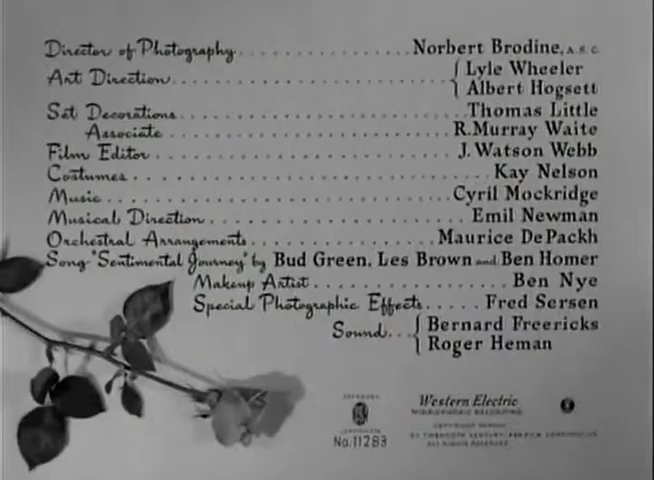 Director of Photography. . . . . . . . . . . . . . . . Norbert Brodine, A.S.C.
Art Direction. . . . . . . . . . . . . . . . . . . . . . . . . . { Lyle Wheeler
Albert Hogsett
Set Decorations. . . . . . . . . . . . . . . . . . . . . . . . . . Thomas Little
Associate . . . . . . . . . . . . . . . . . . . . . . . . . R. Murray Waite
Film Editor . . . . . . . . . . . . . . . . . . . . . . . . . . . J. Watson Webb
Costumes . . . . . . . . . . . . . . . . . . . . . . . . . . . . . . Kay Nelson
Music . . . . . . . . . . . . . . . . . . . . . . . . . . . . . Cyril Mockridge
Musical Direction . . . . . . . . . . . . . . . . . . . . . . . Emil Newman
Orchestral Arrangements. . . . . . . . . . . . . . . . Maurice DePackh
Song "Sentimental Journey" by Bud Green, Les Brown and Ben Homer
Makeup Artist . . . . . . . . . . . . . . . . . Ben Nye
Special Photographic Effects . . . . . Fred Sersen
Sound . . . { Bernard Freericks
Roger Heman
Western Electric
MIRROPHONIC RECORDING
No. 11283